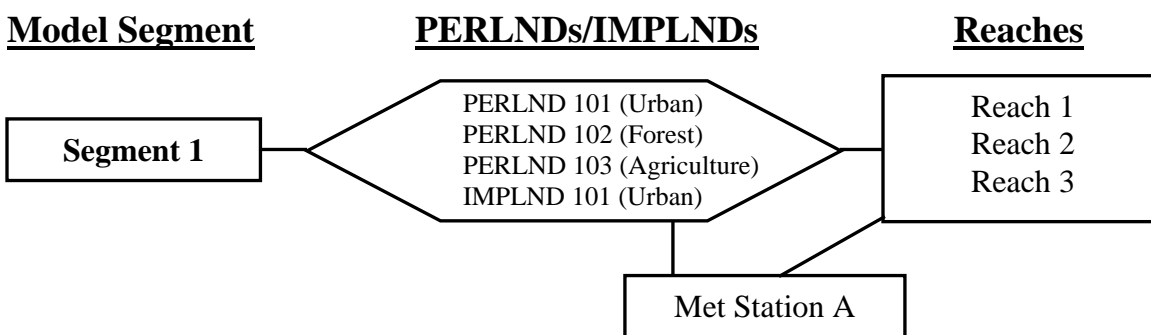 Model Segment
PERLNDs/IMPLNDs
Reaches
Segment 1
PERLND 101 (Urban)
PERLND 102 (Forest)
PERLND 103 (Agriculture)
IMPLND 101 (Urban)
Reach 1
Reach 2
Reach 3
Met Station A